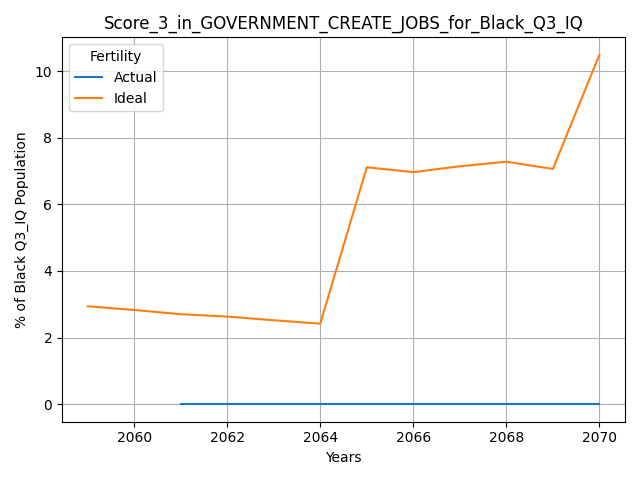 Score_3_in_GOVERNMENT_CREATE_JOBS_for_Black_Q3_IQ
Fertility
Actual
Ideal
% of Black Q3_IQ Population
10
8
6
4
2
0
2060 2062 2064 2066 2068 2070
Years